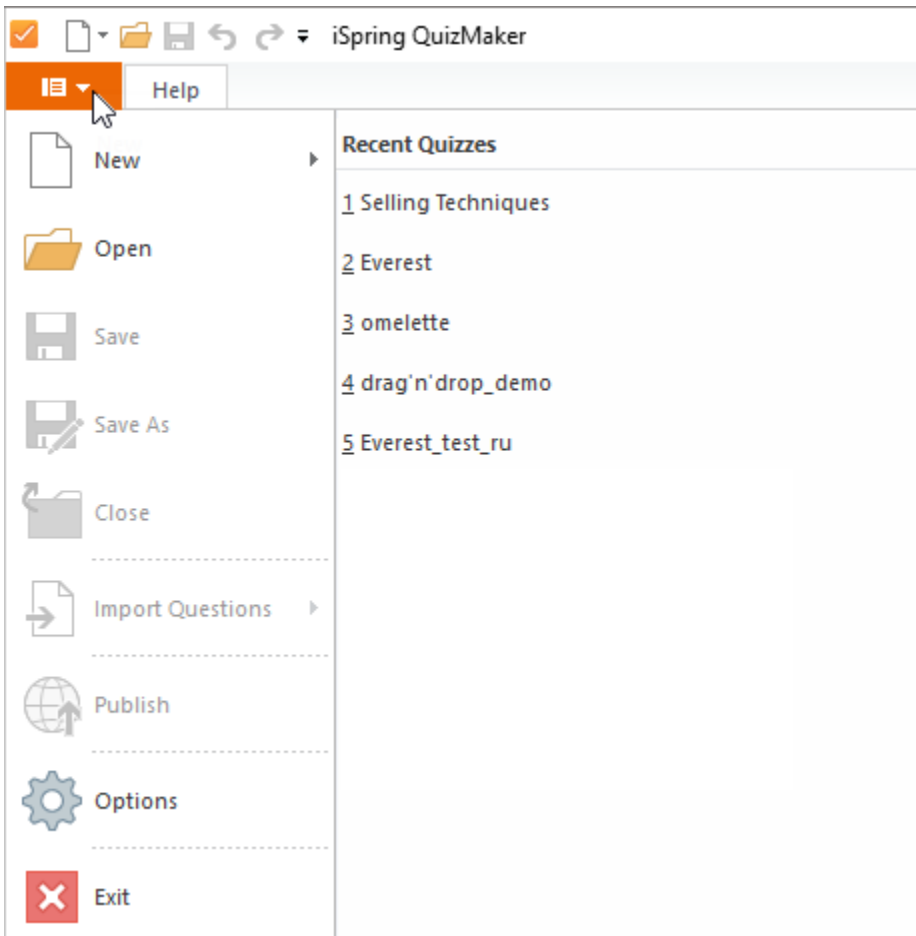 iSpring QuizMaker
Help
New
Open
Save
Save As
Close
Import Questions
Publish
Options
Exit
Recent Quizzes
1 Selling Techniques
2 Everest
3 omelette
4 drag'n'drop_demo
5 Everest_test_ru